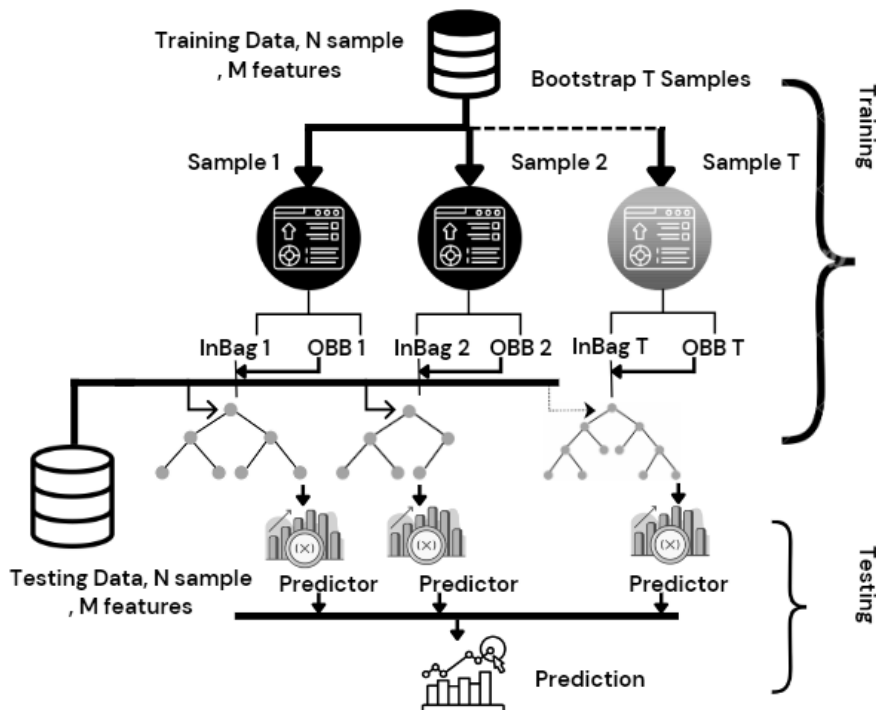 Training Data, N sample
, M features
Bootstrap T Samples
Training
Sample 1
Sample 2
Sample T
InBag 1
OBB 1
InBag 2
OBB 2
InBag T
OBB T
(X)
(X)
(X)
Testing Data, N sample
, M features
Predictor
Predictor
Predictor
Testing
Prediction